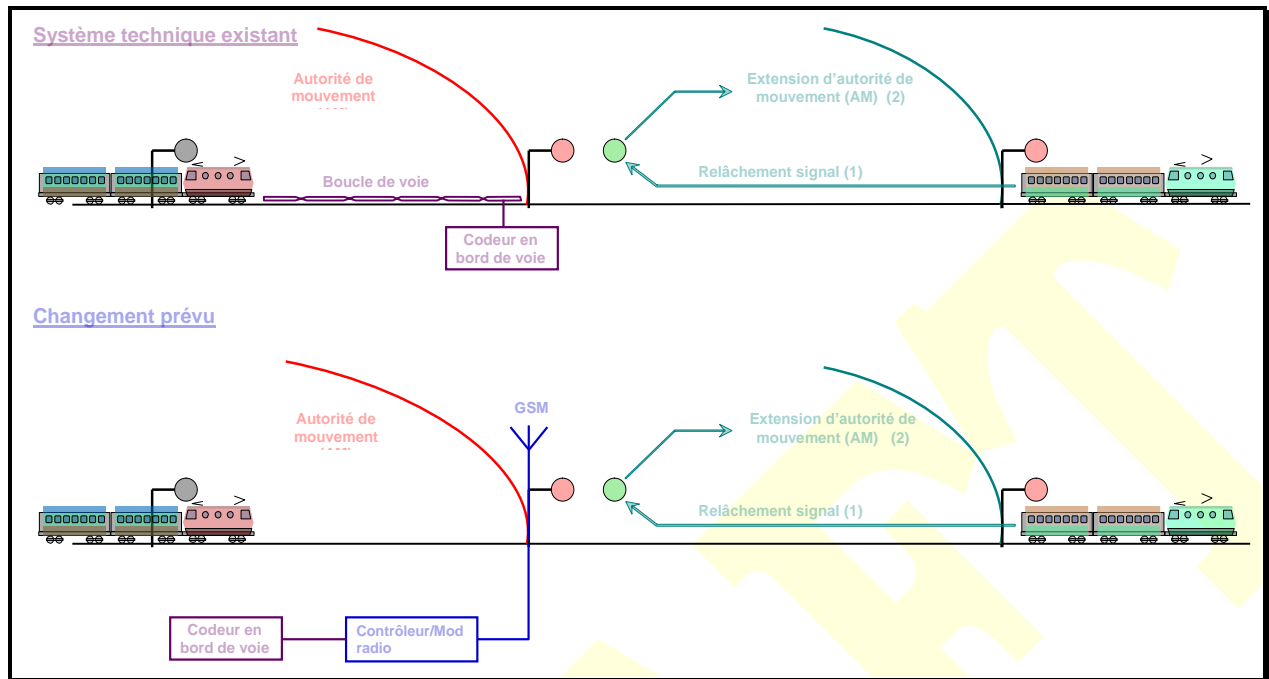 Système technique existant
Autorité de
mouvement
Extension d'autorité de
mouvement (AM) (2)
Boucle de voie
Relâchement signal (1)
Codeur en
bord de voie
Changement prévu
GSM
Autorité de
mouvement
Extension d'autorité de
mouvement (AM) (2)
Relâchement signal (1)
Codeur en
bord de voie
Contrôleur/Mod
radio